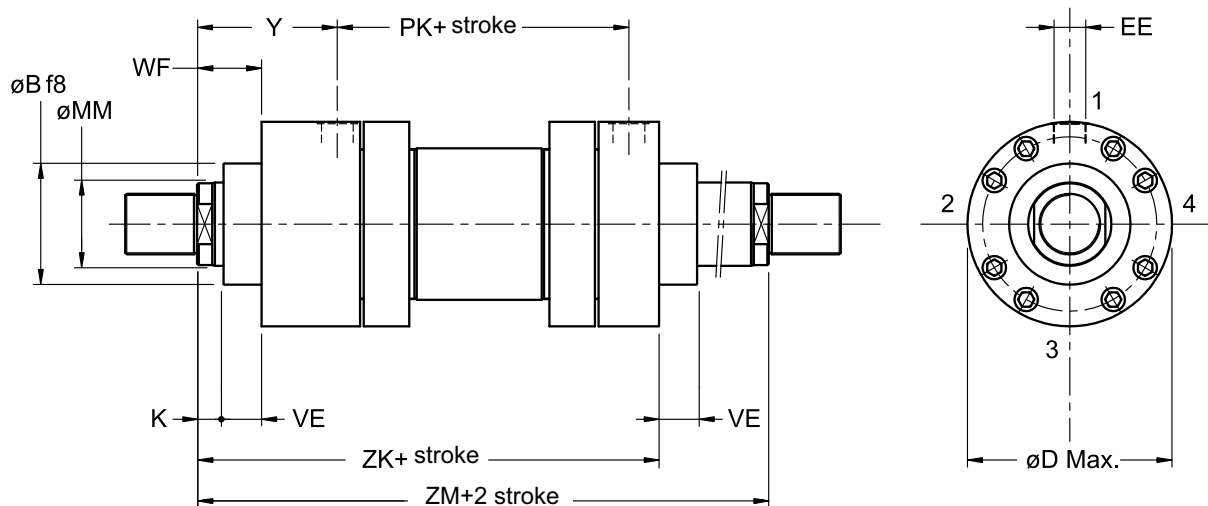 Y
PK+ stroke
EE
WF
øB f8
øMM
1
2
4
3
K
VE
VE
ZK+ stroke
øD Max.
ZM+2 stroke